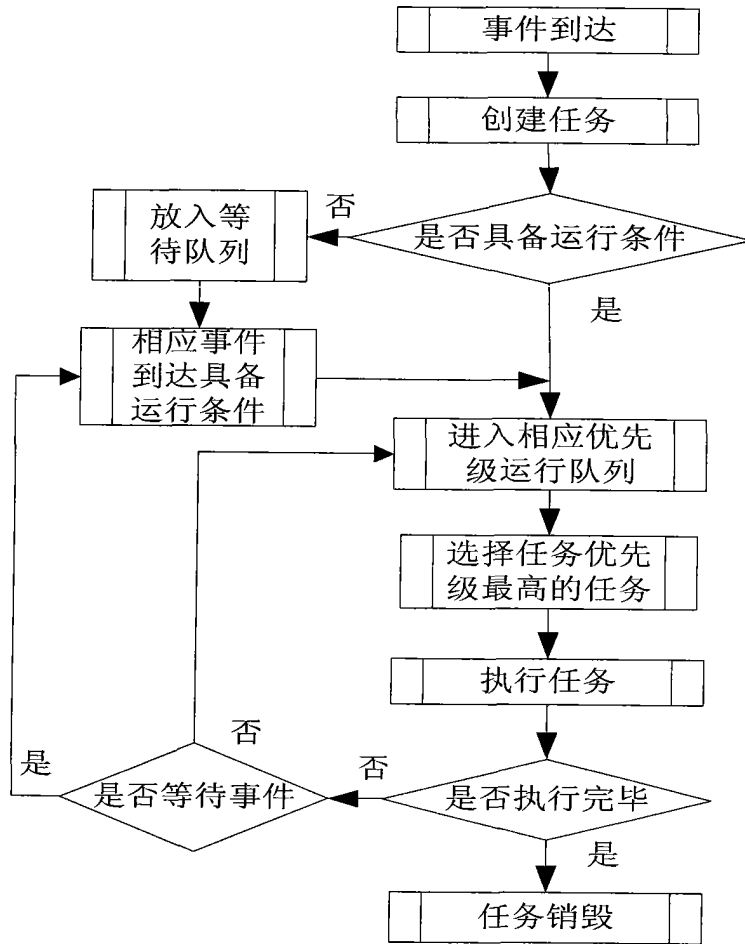 事件到达
创建任务
是否具备运行条件
否
是
放入等
待队列
相应事件
到达具备
运行条件
进入相应优先
级运行队列
选择任务优先
级最高的任务
执行任务
是否执行完毕
否
是
是否等待事件
否
是
任务销毁